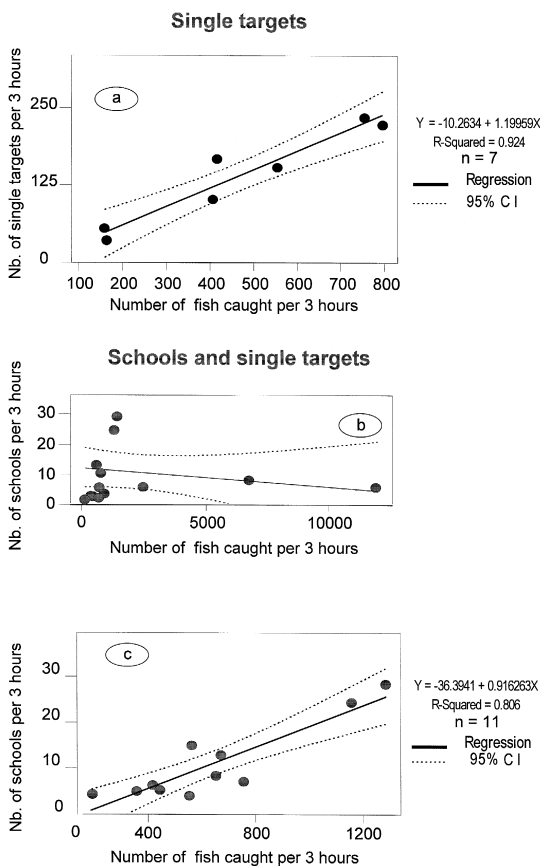 Single targets
Nb. of single targets per 3 hours
a
250
125
0
100 200 300 400 500 600 700 800
Number of fish caught per 3 hours
Y = -10.2634 + 1.19959X
R-Squared = 0.924
n = 7
Regression
95% C I
Schools and single targets
Nb. of schools per 3 hours
b
30
20
10
0
0 5000 10000
Number of fish caught per 3 hours
Nb. of schools per 3 hours
c
30
20
10
0
400 800 1200
Number of fish caught per 3 hours
Y = -36.3941 + 0.916263X
R-Squared = 0.806
n = 11
Regression
95% C I